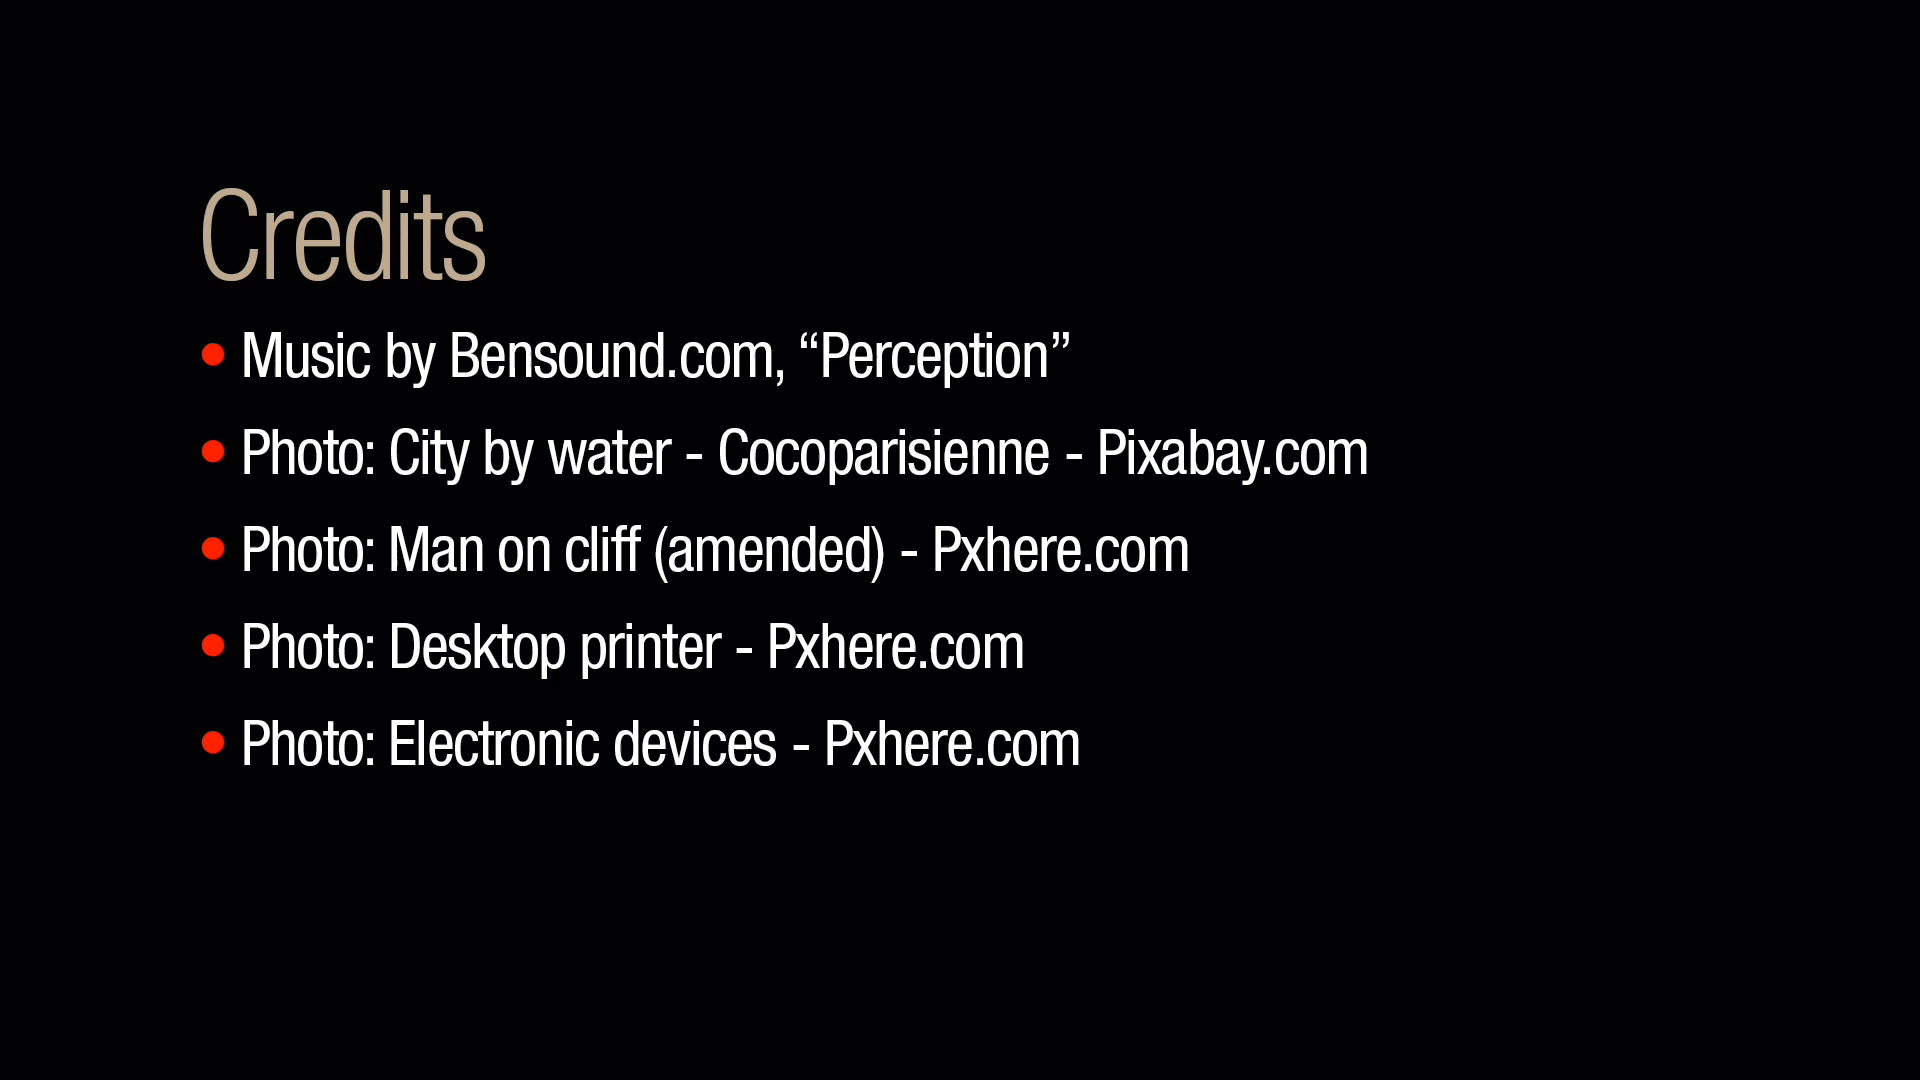 Credits
• Music by Bensound.com, “Perception”
• Photo: City by water - Cocoparisienne - Pixabay.com
• Photo: Man on cliff (amended) - Pxhere.com
• Photo: Desktop printer - Pxhere.com
• Photo: Electronic devices - Pxhere.com